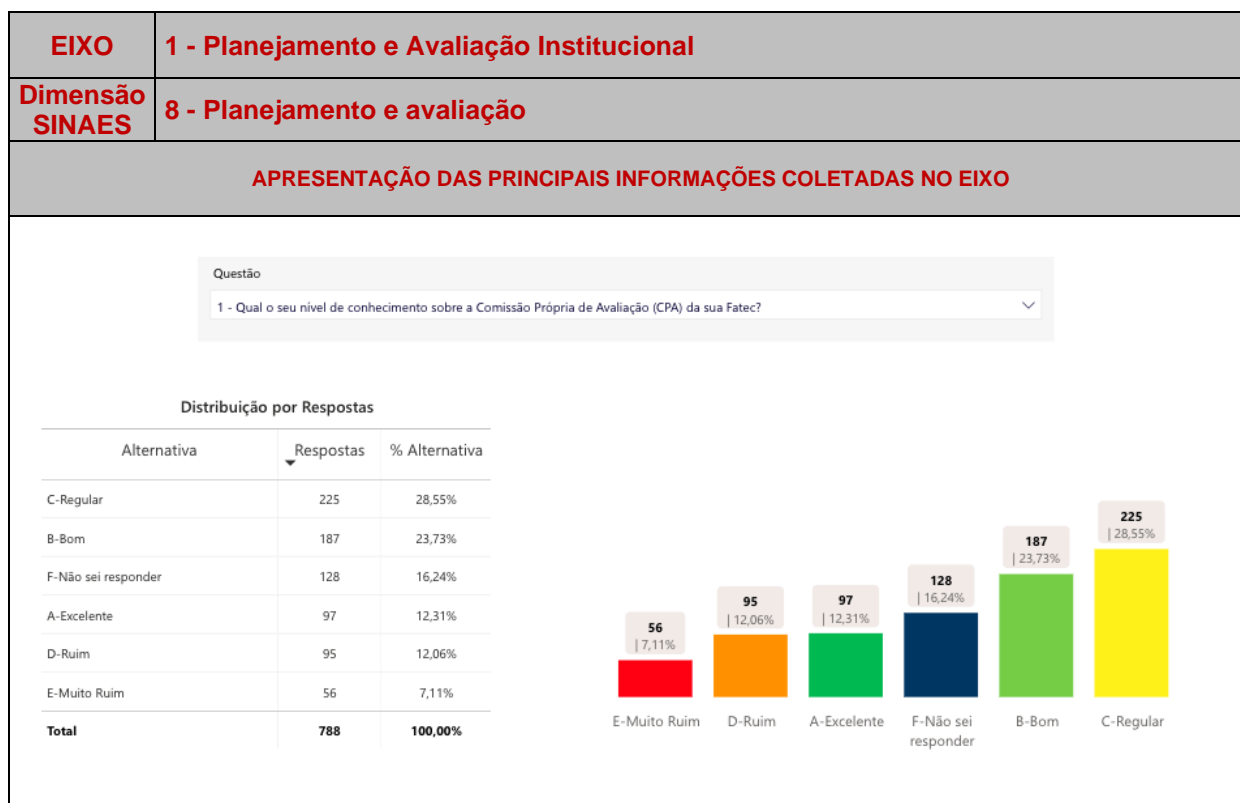 EIXO 1 - Planejamento e Avaliação Institucional
Dimensão SINAES 8 - Planejamento e avaliação
APRESENTAÇÃO DAS PRINCIPAIS INFORMAÇÕES COLETADAS NO EIXO
Questão
1 - Qual o seu nível de conhecimento sobre a Comissão Própria de Avaliação (CPA) da sua Fatec?
Distribuição por Respostas
Alternativa Respostas % Alternativa
C-Regular 225 28,55%
B-Bom 187 23,73%
F-Não sei responder 128 16,24%
A-Excelente 97 12,31%
D-Ruim 95 12,06%
E-Muito Ruim 56 7,11%
Total 788 100,00%
56
| 7,11%
95
| 12,06%
97
| 12,31%
128
| 16,24%
187
| 23,73%
225
| 28,55%
E-Muito Ruim D-Ruim A-Excelente F-Não sei responder B-Bom C-Regular